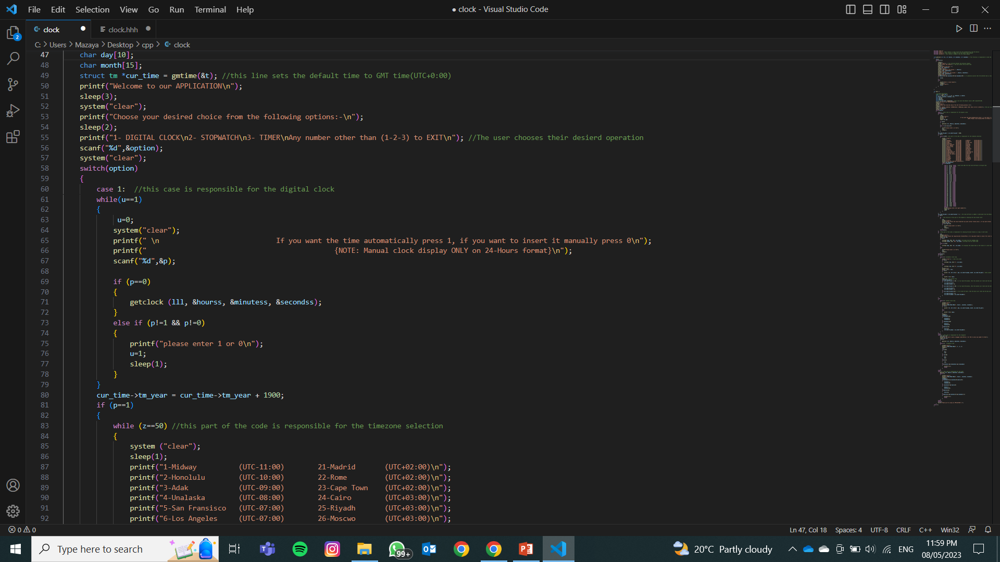 File Edit Selection View Go Run Terminal Help
● clock - Visual Studio Code
clock ●
clock.hhh ●
C: > Users > Mazaya > Desktop > cpp > clock
47 char day[10];
48 char month[15];
49 struct tm *cur_time = gmtime(&t); //this line sets the default time to GMT time(UTC+0:00)
50 printf("Welcome to our APPLICATION\n");
51 sleep(3);
52 system("clear");
53 printf("Choose your desired choice from the following options:-\n");
54 sleep(2);
55 printf("1- DIGITAL CLOCK\n2- STOPWATCH\n3- TIMER\nAny number other than (1-2-3) to EXIT\n"); //The user chooses their desierd operation
56 scanf("%d",&option);
57 system("clear");
58 switch(option)
59 {
60 case 1: //this case is responsible for the digital clock
61 while(u==1)
62 {
63 u=0;
64 system("clear");
65 printf(" \n If you want the time automatically press 1, if you want to insert it manually press 0\n");
66 printf(" {NOTE: Manual clock display ONLY on 24-Hours format}\n");
67 scanf("%d",&p);
68
69 if (p==0)
70 {
71 getclock (lll, &hourss, &minutess, &secondss);
72 }
73 else if (p!=1 && p!=0)
74 {
75 printf("please enter 1 or 0\n");
76 u=1;
77 sleep(1);
78 }
79 }
80 cur_time->tm_year = cur_time->tm_year + 1900;
81 if (p==1)
82 {
83 while (z==50) //this part of the code is responsible for the timezone selection
84 {
85 system ("clear");
86 sleep(1);
87 printf("1-Midway (UTC-11:00) 21-Madrid (UTC+02:00)\n");
88 printf("2-Honolulu (UTC-10:00) 22-Rome (UTC+02:00)\n");
89 printf("3-Adak (UTC-09:00) 23-Cape Town (UTC+02:00)\n");
90 printf("4-Unalaska (UTC-08:00) 24-Cairo (UTC+03:00)\n");
91 printf("5-San Fransisco (UTC-07:00) 25-Riyadh (UTC+03:00)\n");
92 printf("6-Los Angeles (UTC-07:00) 26-Moscwo (UTC+03:00)\n");
2
0 0
Ln 47, Col 18 Spaces: 4 UTF-8 CRLF C++ Win32
Type here to search
99+
20°C Partly cloudy
ENG
11:59 PM
08/05/2023